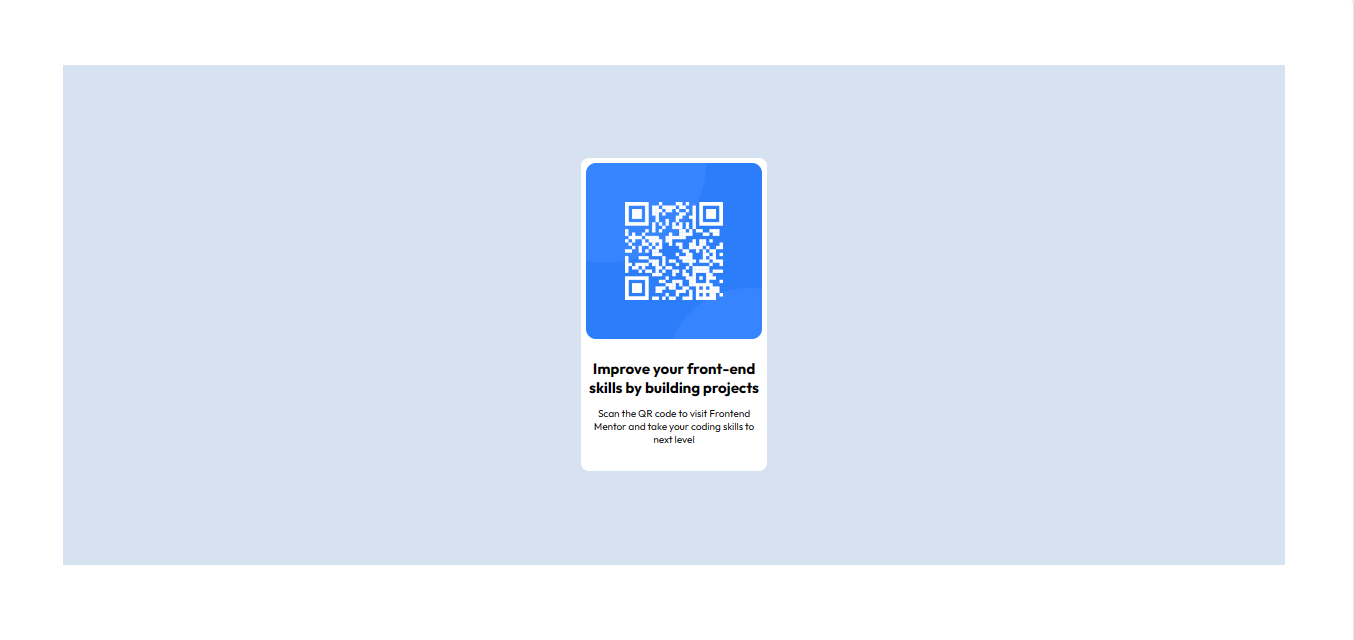 Improve your front-end
skills by building projects
Scan the QR code to visit Frontend
Mentor and take your coding skills to
next level